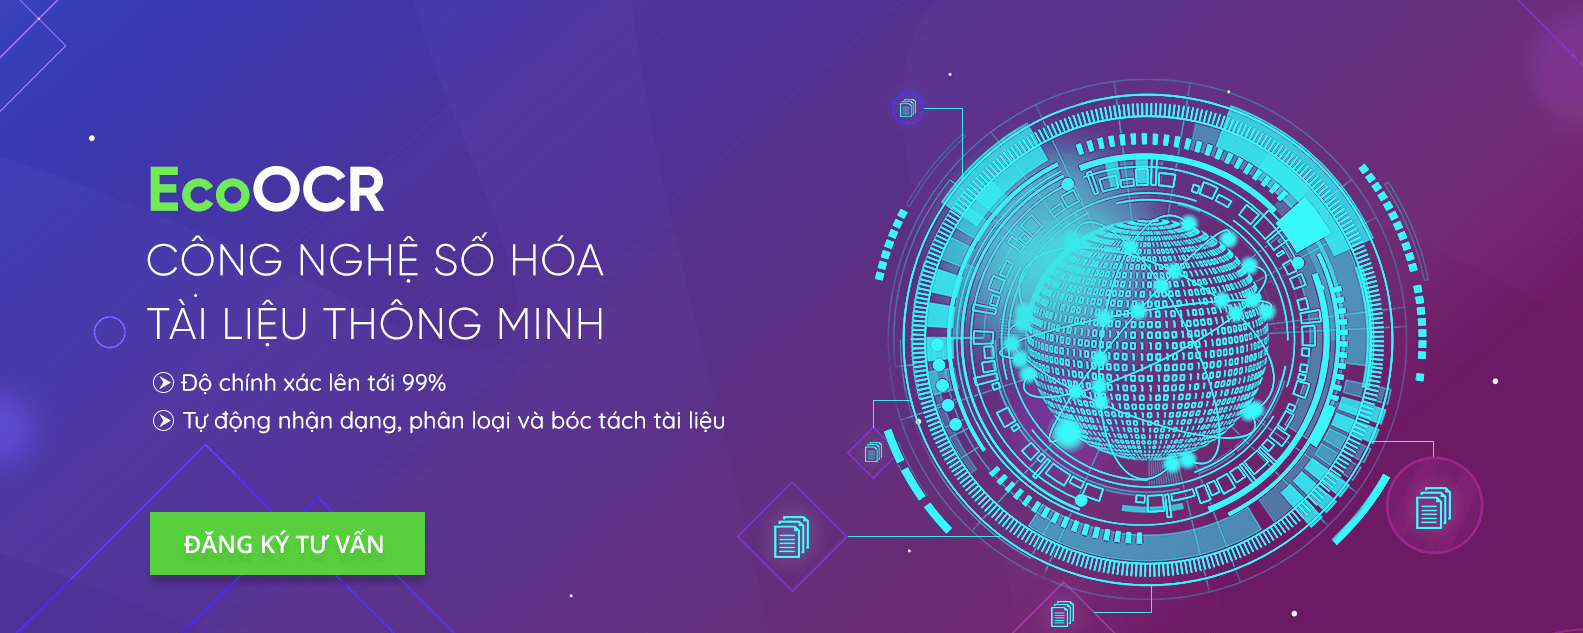 EcoOCR
CÔNG NGHỆ SỐ HÓA
TÀI LIỆU THÔNG MINH
Độ chính xác lên tới 99%
Tự động nhận dạng, phân loại và bóc tách tài liệu
ĐĂNG KÝ TƯ VẤN